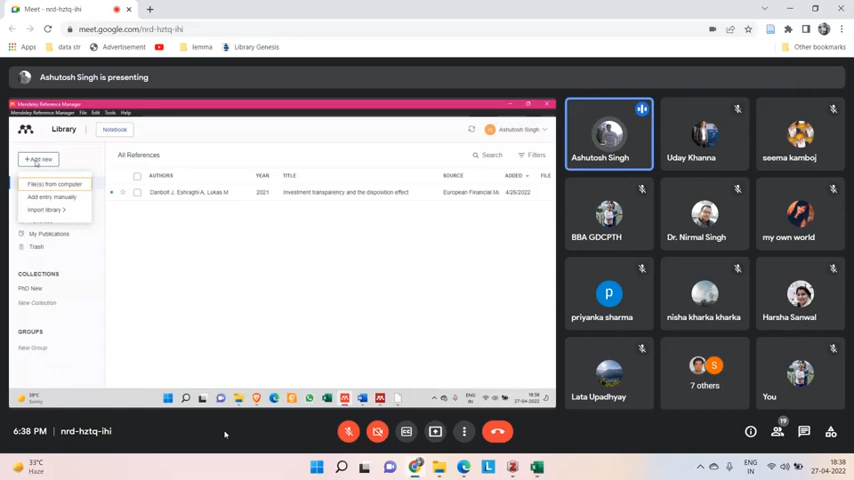 Meet - nrd-hztq-ihi
meet.google.com/nrd-hztq-ihi
Apps
data str
Advertisement
lemma
Library Genesis
Other bookmarks
Ashutosh Singh is presenting
Mendeley Reference Manager
File Edit Tools Help
Library
Notebook
Ashutosh Singh
+ Add new
All References
Search
Filters
File(s) from computer
Add entry manually
Import library
AUTHORS YEAR TITLE SOURCE ADDED FILE
Danbolt J, Eshraghi A, Lukas M 2021 Investment transparency and the disposition effect European Financial M 4/26/2022
My Publications
Trash
COLLECTIONS
PhD New
New Collection
GROUPS
New Group
Ashutosh Singh
Uday Khanna
seema kamboj
BBA GDCPTH
Dr. Nirmal Singh
my own world
p
priyanka sharma
nisha kharka kharka
Harsha Sanwal
Lata Upadhyay
S
7 others
You
Sunny
ENG
IN
18:38
27-04-2022
6:38 PM
nrd-hztq-ihi
19
33°C
Haze
ENG
IN
18:38
27-04-2022